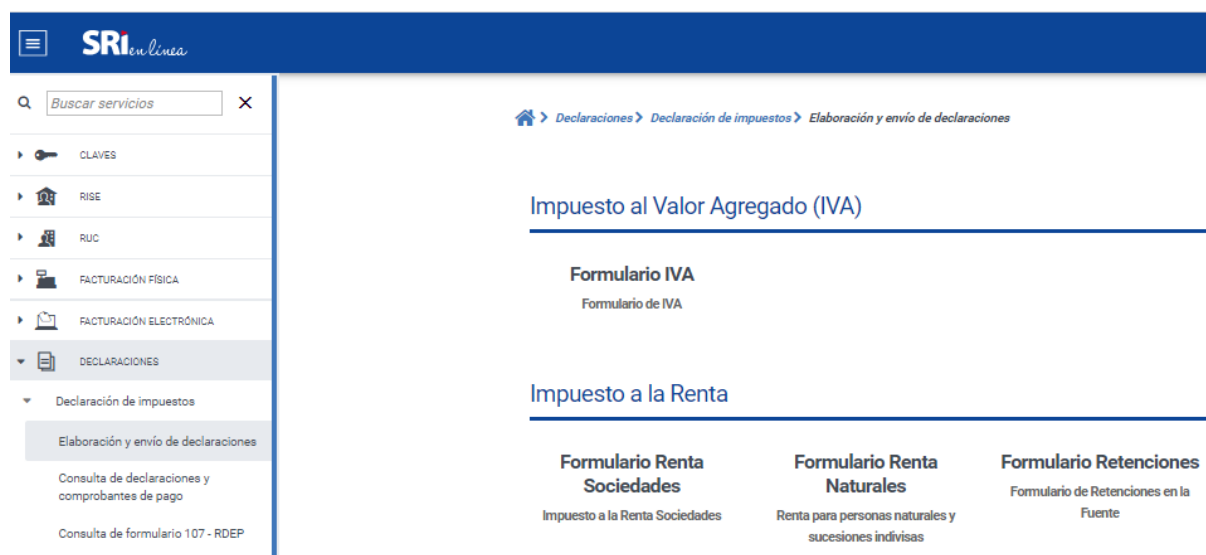 SRi en línea
Buscar servicios
Declaraciones Declaración de impuestos Elaboración y envío de declaraciones
CLAVES
RISE
RUC
FACTURACIÓN FÍSICA
FACTURACIÓN ELECTRÓNICA
DECLARACIONES
Declaración de impuestos
Elaboración y envío de declaraciones
Consulta de declaraciones y
comprobantes de pago
Consulta de formulario 107 - RDEP
Impuesto al Valor Agregado (IVA)
Formulario IVA
Formulario de IVA
Impuesto a la Renta
Formulario Renta
Sociedades
Impuesto a la Renta Sociedades
Formulario Renta
Naturales
Renta para personas naturales y
sucesiones indivisas
Formulario Retenciones
Formulario de Retenciones en la
Fuente